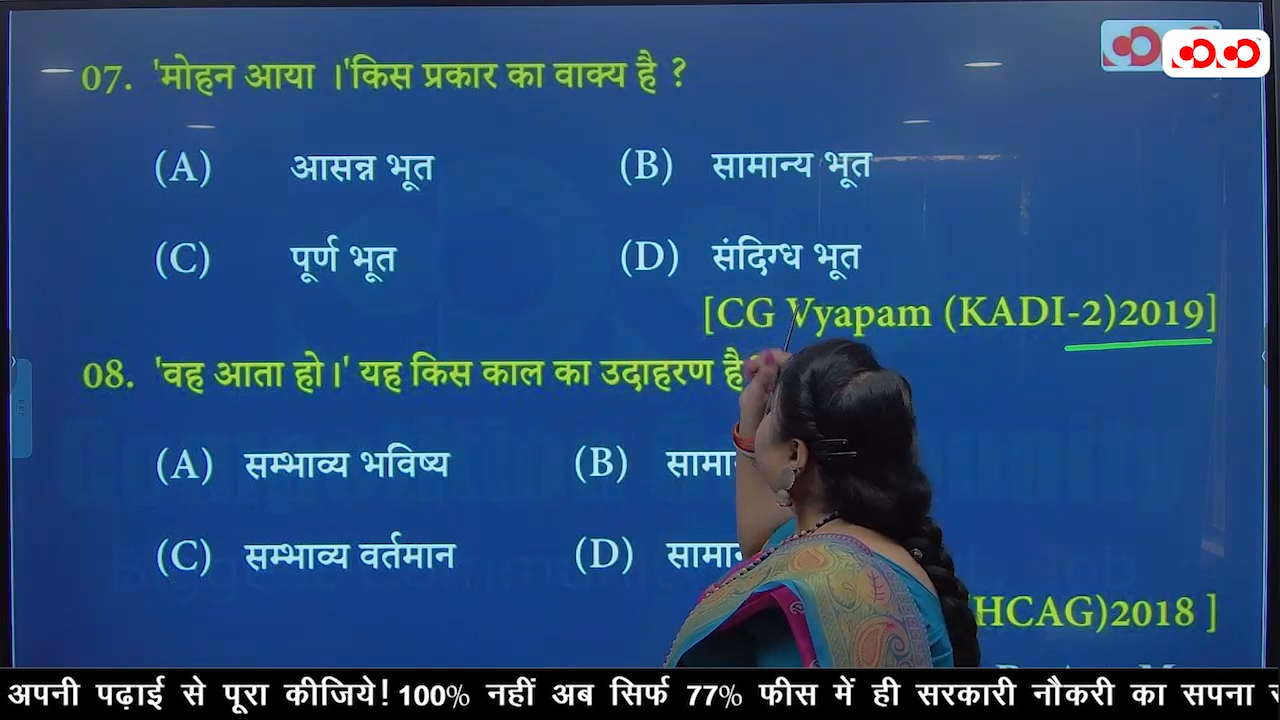 07. 'मोहन आया ।'किस प्रकार का वाक्य है ?
(A) आसन्न भूत (B) सामान्य भूत
(C) पूर्ण भूत (D) संदिग्ध भूत
[CG Vyapam (KADI-2)2019]
08. 'वह आता हो।' यह किस काल का उदाहरण है
(A) सम्भाव्य भविष्य (B)
(C) सम्भाव्य वर्तमान (D)
HCAG)2018 ]
अपनी पढ़ाई से पूरा कीजिये! 100% नहीं अब सिर्फ 77% फीस में ही सरकारी नौकरी का सपना